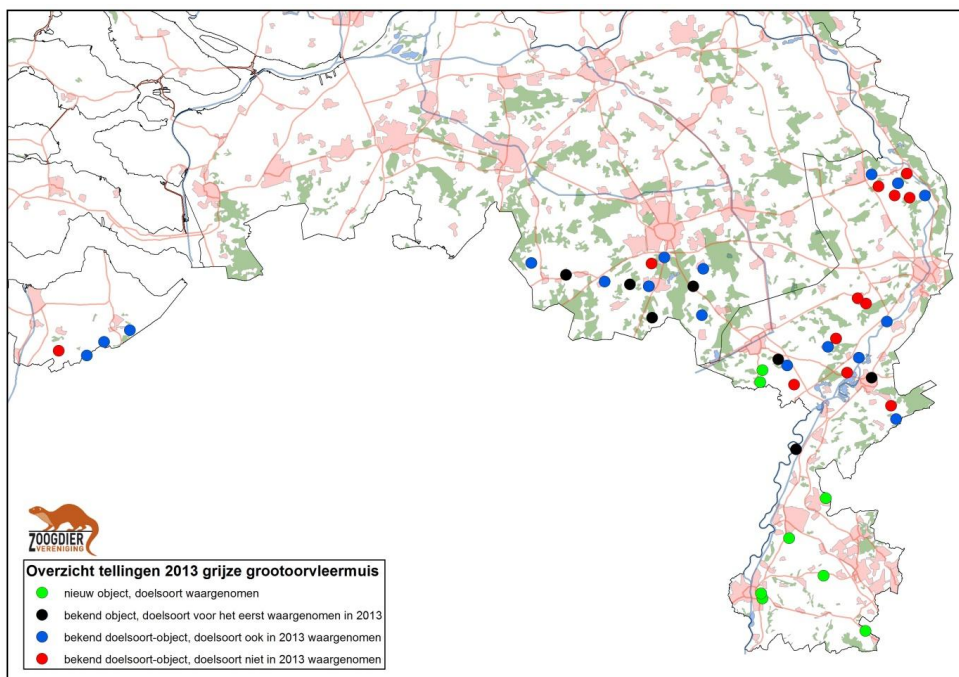 ZOOGDIER
VERENIGING
Overzicht tellingen 2013 grijze grootoorvleermuis
nieuw object, doelsoort waargenomen
bekend object, doelsoort voor het eerst waargenomen in 2013
bekend doelsoort-object, doelsoort ook in 2013 waargenomen
bekend doelsoort-object, doelsoort niet in 2013 waargenomen